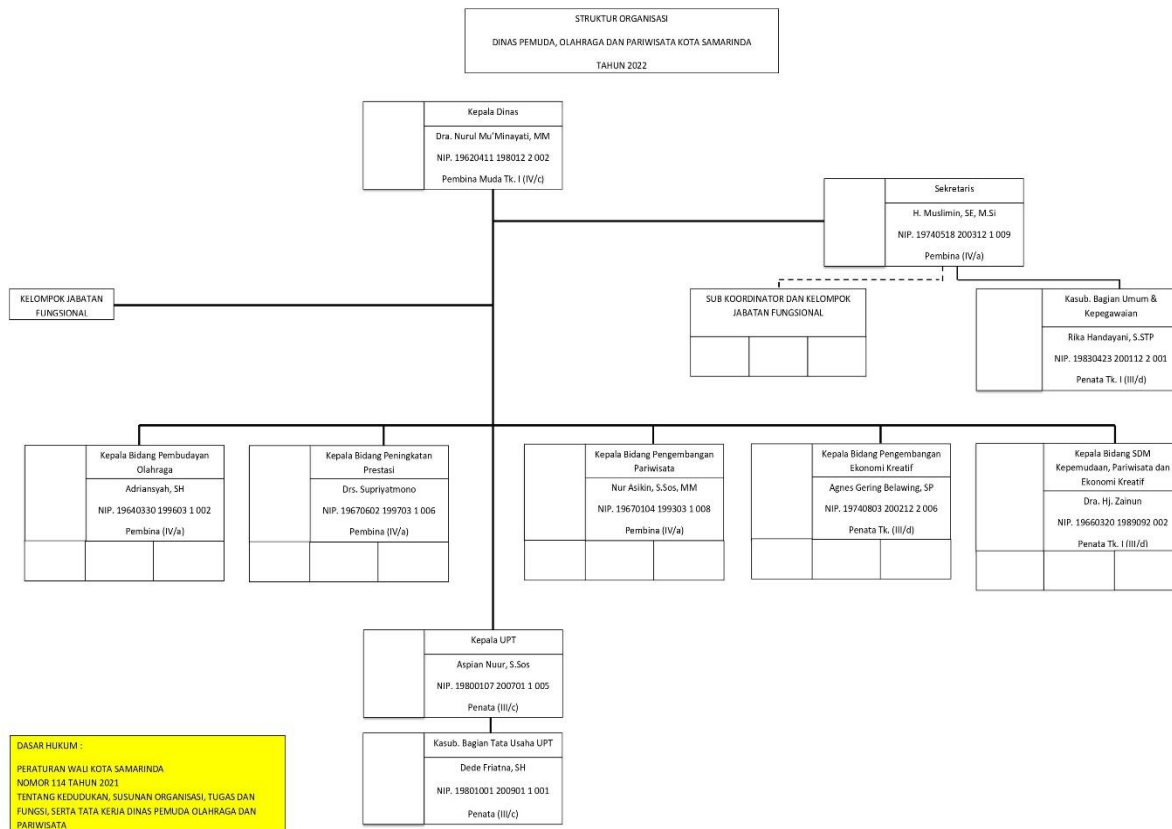 STRUKTUR ORGANISASI
DINAS PEMUDA, OLAHRAGA DAN PARIWISATA KOTA SAMARINDA
TAHUN 2022
Kepala Dinas
Dra. Nurul Mu'Minayati, MM
NIP. 19620411 198012 2 002
Pembina Muda Tk. I (IV/c)
Sekretaris
H. Muslimin, SE, M.Si
NIP. 19740518 200312 1 009
Pembina (IV/a)
KELOMPOK JABATAN
FUNGSIONAL
SUB KOORDINATOR DAN KELOMPOK
JABATAN FUNGSIONAL
Kasub. Bagian Umum &
Kepegawaian
Rika Handayani, S.STP
NIP. 19830423 200112 2 001
Penata Tk. I (III/d)
Kepala Bidang Pembudayan
Olahraga
Adriansyah, SH
NIP. 19640330 199603 1 002
Pembina (IV/a)
Kepala Bidang Peningkatan
Prestasi
Drs. Supriyatmono
NIP. 19670602 199703 1 006
Pembina (IV/a)
Kepala Bidang Pengembangan
Pariwisata
Nur Asikin, S.Sos, MM
NIP. 19670104 199303 1 008
Pembina (IV/a)
Kepala Bidang Pengembangan
Ekonomi Kreatif
Agnes Gering Belawing, SP
NIP. 19740803 200212 2 006
Penata Tk. (III/d)
Kepala Bidang SDM
Kepemudaan, Pariwisata dan
Ekonomi Kreatif
Dra. Hj. Zainun
NIP. 19660320 1989092 002
Penata Tk. I (III/d)
Kepala UPT
Aspian Nuur, S.Sos
NIP. 19800107 200701 1 005
Penata (III/c)
Kasub. Bagian Tata Usaha UPT
Dede Friatna, SH
NIP. 19801001 200901 1 001
Penata (III/c)
DASAR HUKUM :
PERATURAN WALI KOTA SAMARINDA
NOMOR 114 TAHUN 2021
TENTANG KEDUDUKAN, SUSUNAN ORGANISASI, TUGAS DAN
FUNGSI, SERTA TATA KERJA DINAS PEMUDA OLAHRAGA DAN
PARIWISATA